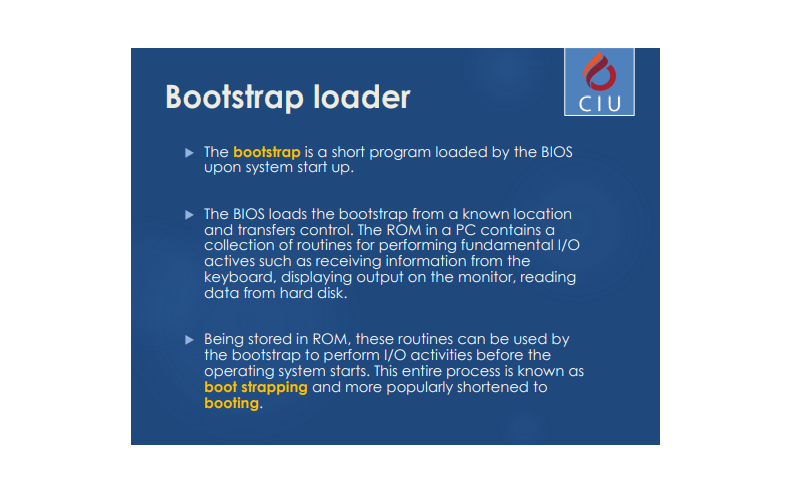 Bootstrap loader
CIU
The bootstrap is a short program loaded by the BIOS
upon system start up.
The BIOS loads the bootstrap from a known location
and transfers control. The ROM in a PC contains a
collection of routines for performing fundamental I/O
actives such as receiving information from the
keyboard, displaying output on the monitor, reading
data from hard disk.
Being stored in ROM, these routines can be used by
the bootstrap to perform I/O activities before the
operating system starts. This entire process is known as
boot strapping and more popularly shortened to
booting.